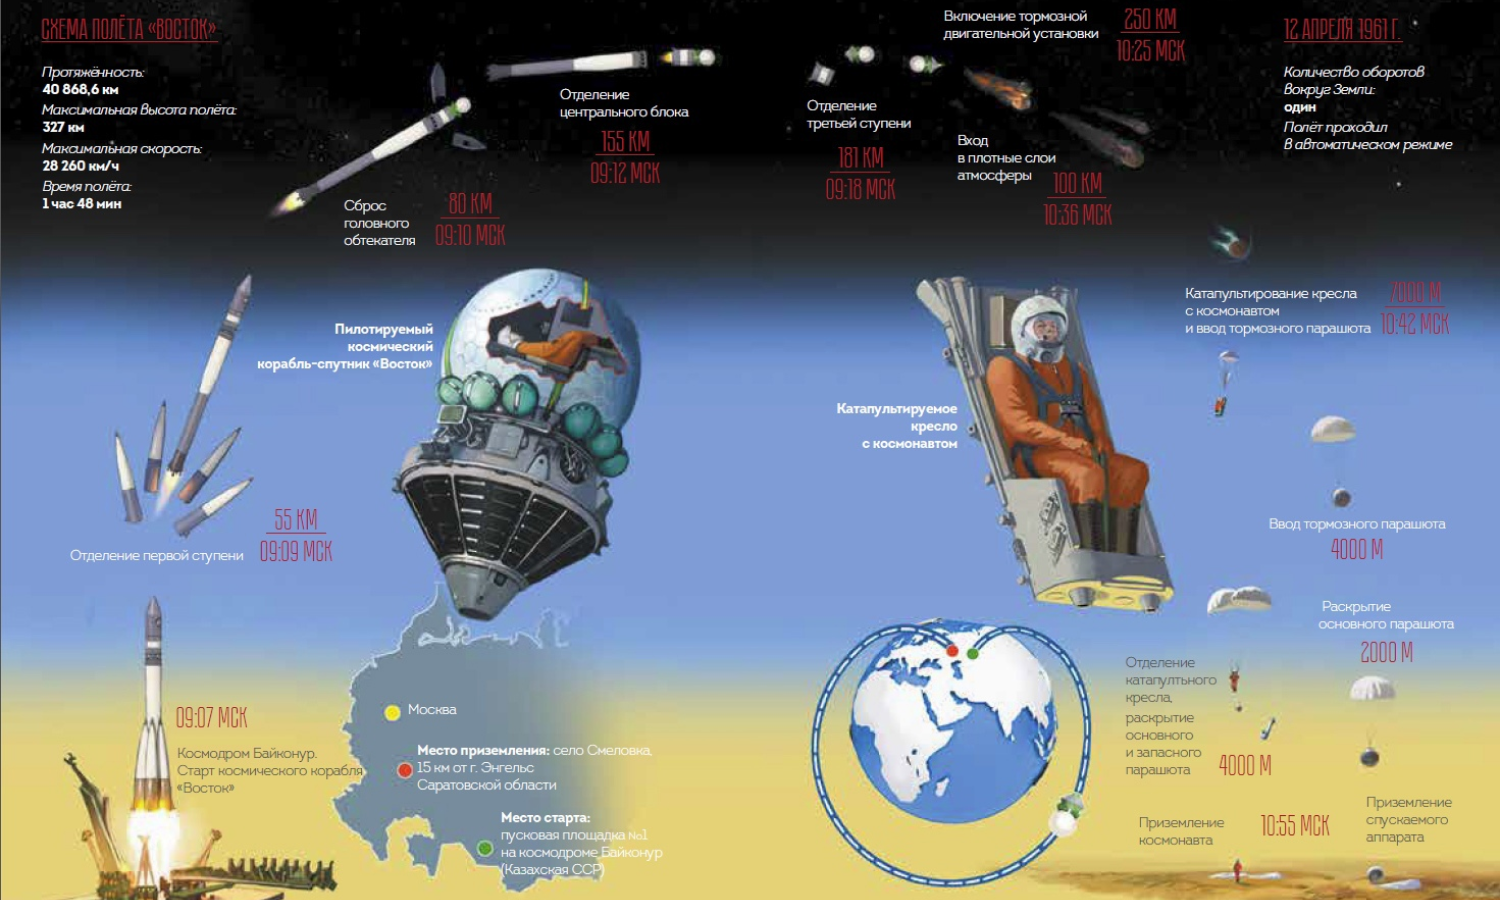 СХЕМА ПОЛЁТА «ВОСТОК»
Протяжённость:
40 868,6 км
Максимальная высота полёта:
327 км
Максимальная скорость:
28 260 км/ч
Время полёта:
1 час 48 мин
Сброс
головного
обтекателя
80 КМ
09:10 МСК
Отделение
центрального блока
155 КМ
09:12 МСК
Отделение
третьей ступени
181 КМ
09:18 МСК
Включение тормозной
двигательной установки
250 КМ
10:25 МСК
Вход
в плотные слои
атмосферы
100 КМ
10:36 МСК
12 АПРЕЛЯ 1961 Г.
Количество оборотов
вокруг Земли:
один
Полёт проходил
в автоматическом режиме
Катапультирование кресла
с космонавтом
и ввод тормозного парашюта
7000 М
10:42 МСК
Пилотируемый
космический
корабль-спутник «Восток»
Катапультируемое
кресло
с космонавтом
Отделение первой ступени
55 КМ
09:09 МСК
Ввод тормозного парашюта
4000 М
Раскрытие
основного парашюта
2000 М
Отделение
катапултьного
кресла,
раскрытие
основного
и запасного
парашюта
4000 М
09:07 МСК
Космодром Байконур.
Старт космического корабля
«Восток»
Москва
Место приземления: село Смеловка,
15 км от г. Энгельс
Саратовской области
Место старта:
пусковая площадка №1
на космодроме Байконур
(Казахская ССР)
Приземление
космонавта
10:55 МСК
Приземление
спускаемого
аппарата